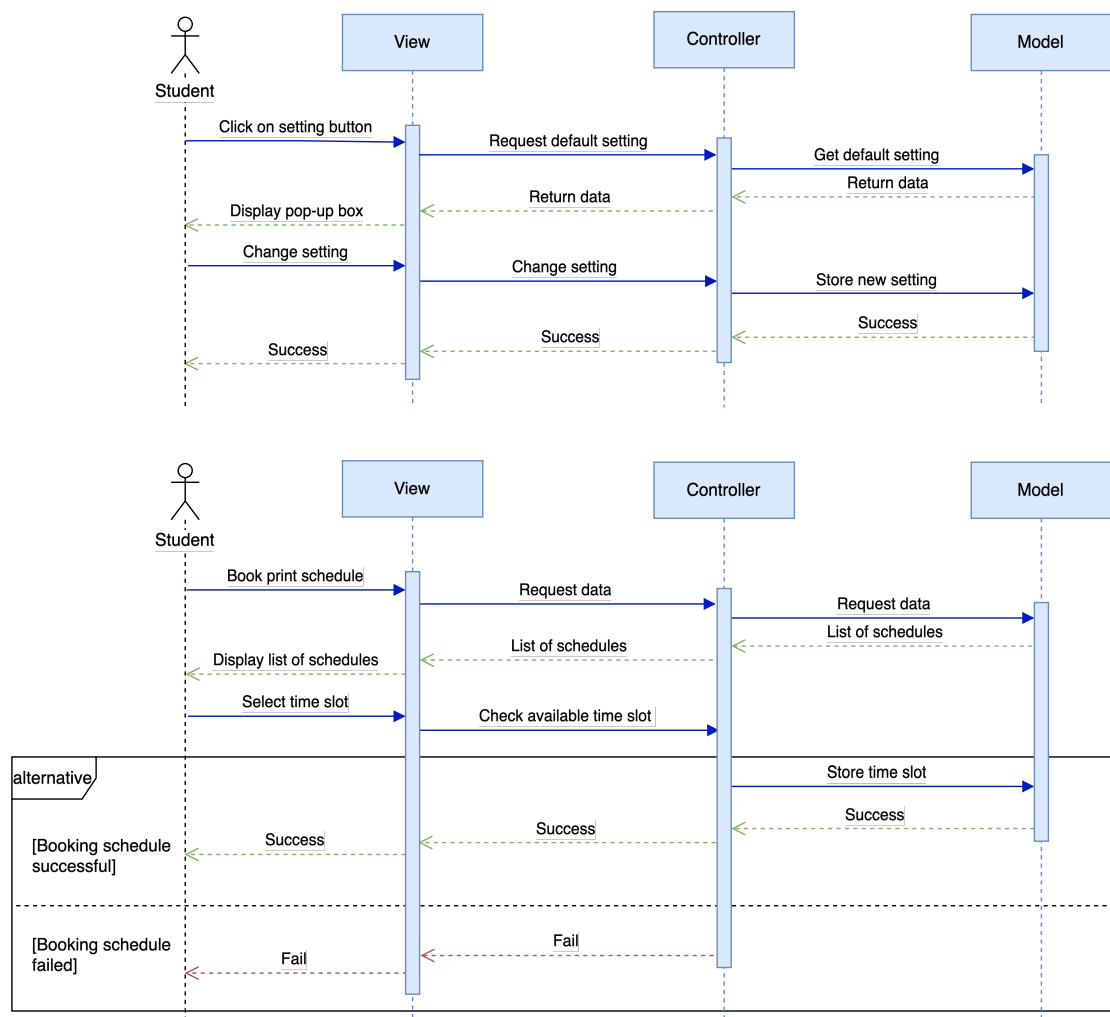 View
Controller
Model
Student
Click on setting button
Request default setting
Get default setting
Return data
Return data
Display pop-up box
Change setting
Change setting
Store new setting
Success
Success
Success
View
Controller
Model
Student
Book print schedule
Request data
Request data
List of schedules
List of schedules
Display list of schedules
Select time slot
Check available time slot
alternative
Store time slot
Success
Success
Success
[Booking schedule
successful]
Fail
[Booking schedule
failed]
Fail